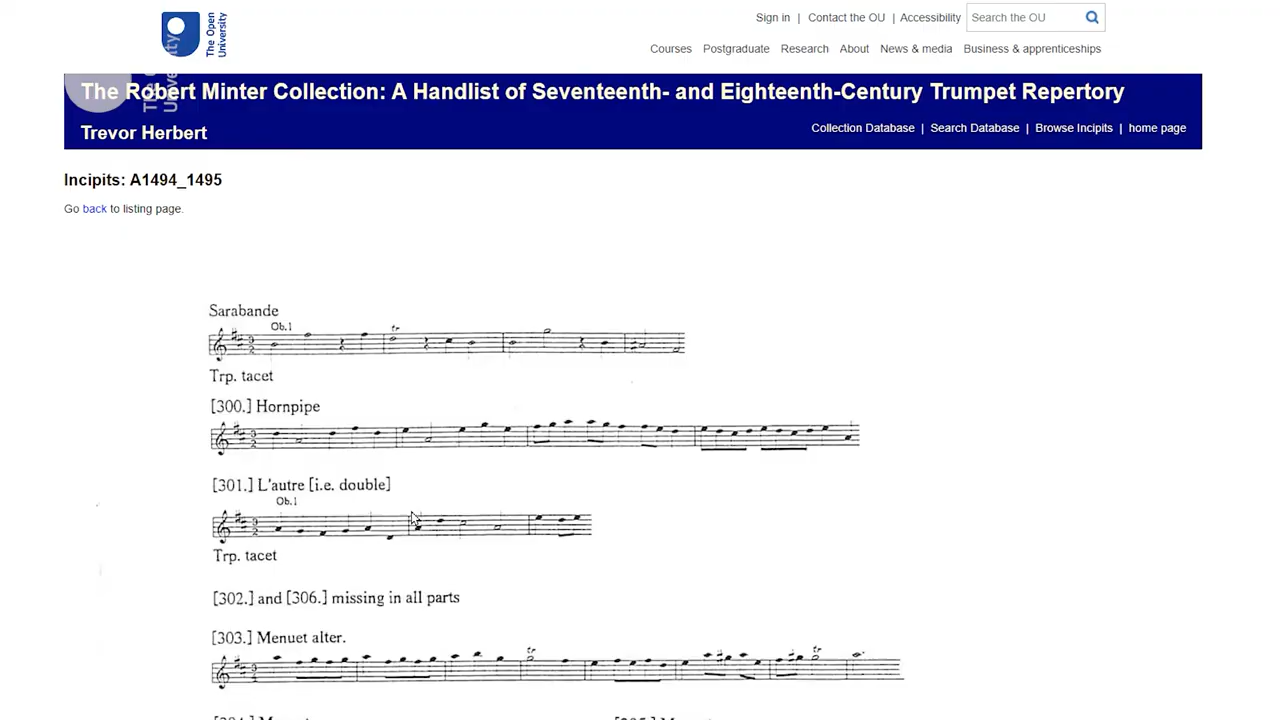 The Open University
Sign in | Contact the OU | Accessibility
Search the OU
Courses Postgraduate Research About News & media Business & apprenticeships
The Robert Minter Collection: A Handlist of Seventeenth- and Eighteenth-Century Trumpet Repertory
Trevor Herbert
Collection Database | Search Database | Browse Incipits | home page
Incipits: A1494_1495
Go back to listing page.
Sarabande
Ob.1
tr
Trp. tacet
[300.] Hornpipe
[301.] L'autre [i.e. double]
Ob.1
Trp. tacet
[302.] and [306.] missing in all parts
[303.] Menuet alter.
tr
tr